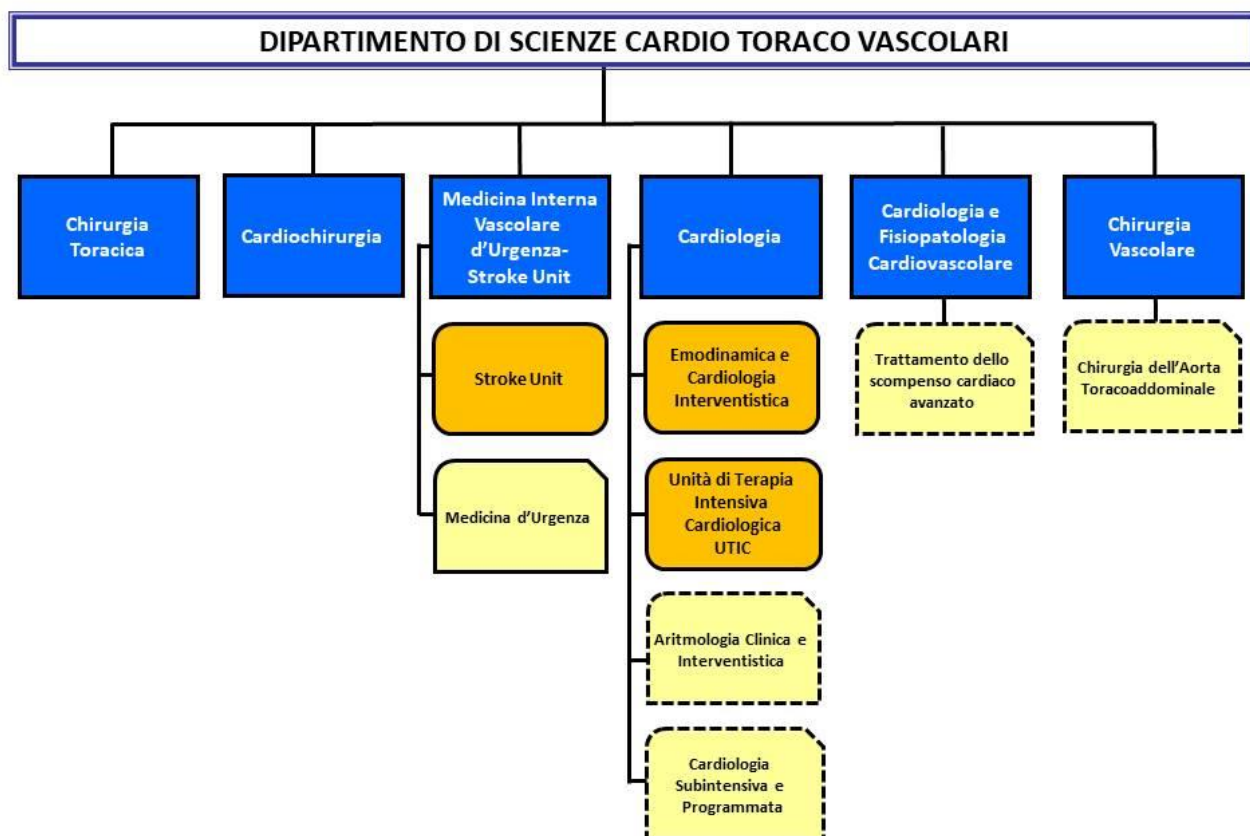 DIPARTIMENTO DI SCIENZE CARDIO TORACO VASCOLARI
Chirurgia
Toracica
Cardiochirurgia
Medicina Interna
Vascolare
d’Urgenza-
Stroke Unit
Cardiologia
Cardiologia e
Fisiopatologia
Cardiovascolare
Chirurgia
Vascolare
Stroke Unit
Emodinamica e
Cardiologia
Interventistica
Trattamento dello
scompenso cardiaco
avanzato
Chirurgia dell’Aorta
Toracoaddominale
Medicina d’Urgenza
Unità di Terapia
Intensiva
Cardiologica
UTIC
Aritmologia Clinica e
Interventistica
Cardiologia
Subintensiva e
Programmata